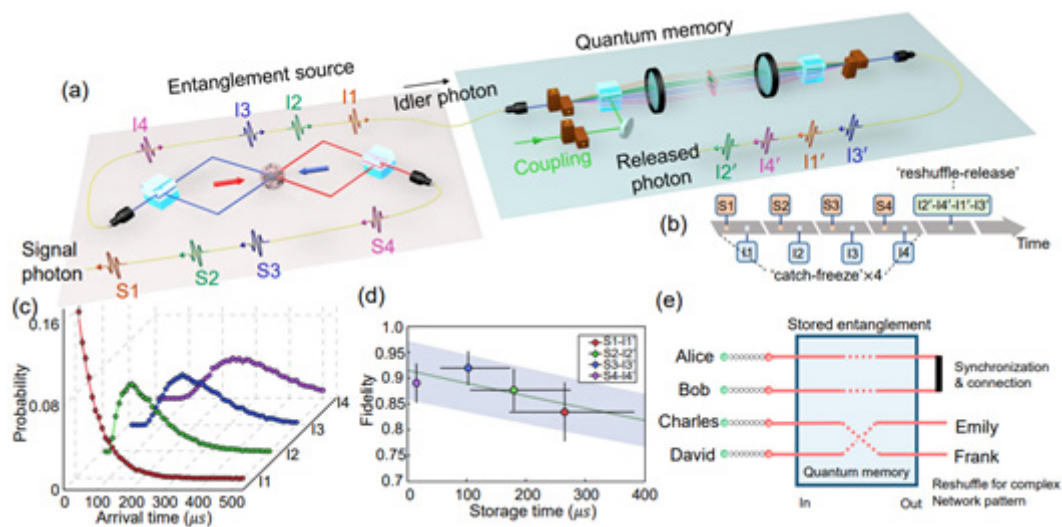 (a)
Entanglement source
Quantum memory
Idler photon
I4
I3
I2
I1
Coupling
Released
photon
I2′
I4′
I1′
I3′
Signal
photon
S1
S2
S3
S4
(b)
'reshuffle-release'
S1
S2
S3
S4
I2′-I4′-I1′-I3′
Time
I1
I2
I3
I4
'catch-freeze'×4
(c)
0.16
0.08
0
Probability
0 100 200 300 400 500
Arrival time (μs)
I1
I2
I3
I4
(d)
1.0
0.95
0.9
0.85
0.8
0.75
0.7
Fidelity
S1-I1′
S2-I2′
S3-I3′
S4-I4′
0 100 200 300 400
Storage time (μs)
(e)
Stored entanglement
Alice
Bob
Charles
David
Synchronization
& connection
Emily
Frank
Quantum memory
In
Out
Reshuffle for complex
Network pattern